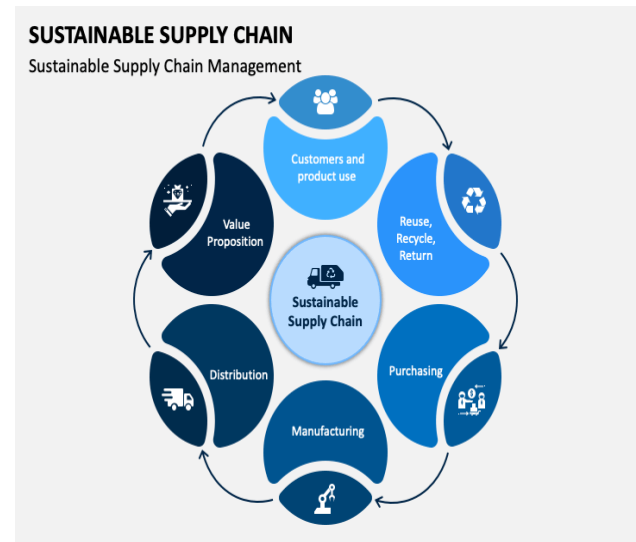 SUSTAINABLE SUPPLY CHAIN
Sustainable Supply Chain Management
Customers and
product use
Reuse,
Recycle,
Return
Purchasing
Manufacturing
Distribution
Value
Proposition
Sustainable
Supply Chain